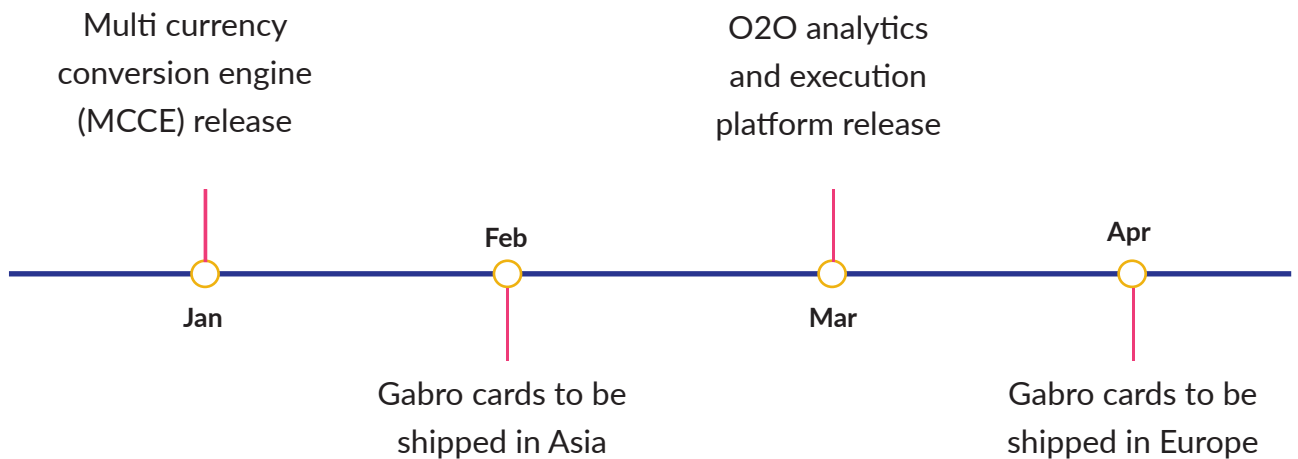 Multi currency
conversion engine
(MCCE) release
Jan
Feb
Gabro cards to be
shipped in Asia
O2O analytics
and execution
platform release
Mar
Apr
Gabro cards to be
shipped in Europe